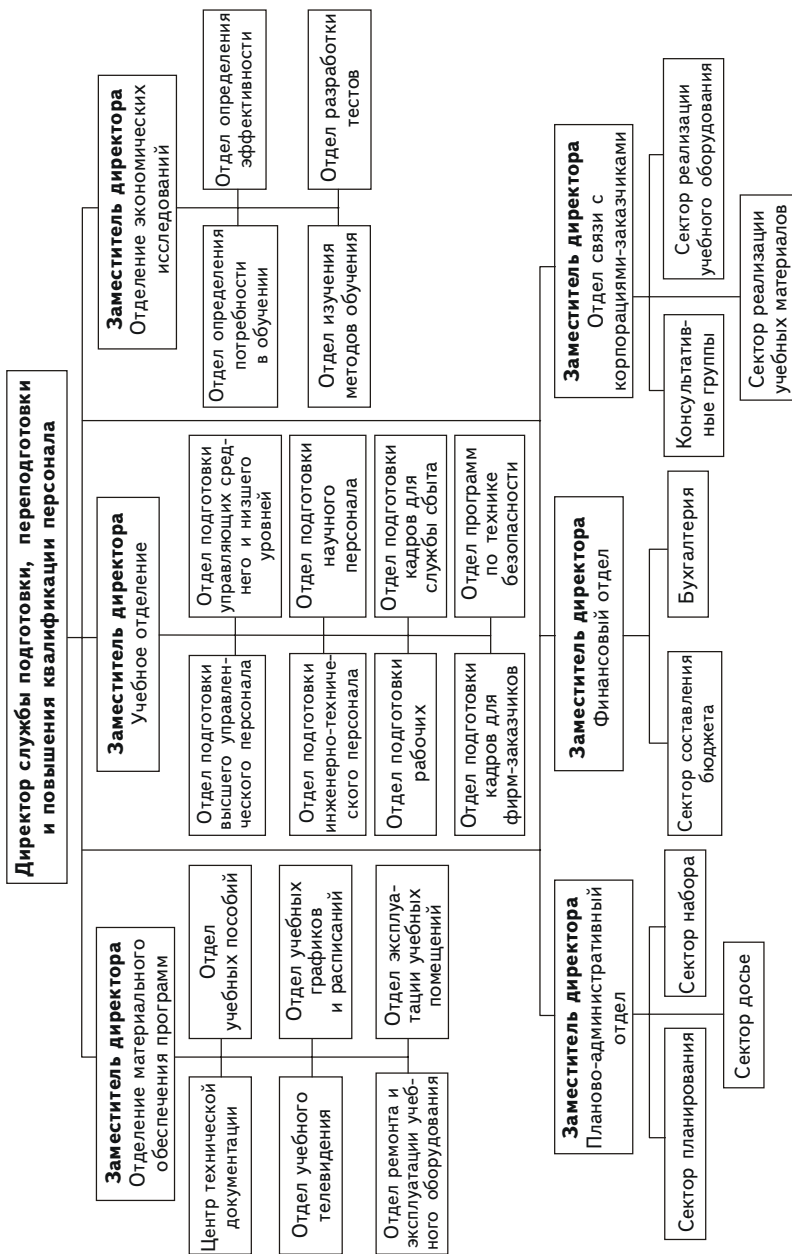 Директор службы подготовки, переподготовки
и повышения квалификации персонала
Заместитель директора
Отделение материального
обеспечения программ
Центр технической
документации
Отдел
учебных пособий
Отдел учебного
телевидения
Отдел учебных
графиков
и расписаний
Отдел ремонта и
эксплуатации учеб-
ного оборудования
Отдел эксплуа-
тации учебных
помещений
Заместитель директора
Учебное отделение
Отдел подготовки
высшего управлен-
ческого персонала
Отдел подготовки
управляющих сред-
него и низшего
уровней
Отдел подготовки
инженерно-техниче-
ского персонала
Отдел подготовки
научного
персонала
Отдел подготовки
рабочих
Отдел подготовки
кадров для
службы сбыта
Отдел подготовки
кадров для
фирм-заказчиков
Отдел программ
по технике
безопасности
Заместитель директора
Отделение экономических
исследований
Отдел определения
потребности
в обучении
Отдел определения
эффективности
Отдел изучения
методов обучения
Отдел разработки
тестов
Заместитель директора
Планово-административный
отдел
Сектор планирования
Сектор набора
Сектор досье
Заместитель директора
Финансовый отдел
Сектор составления
бюджета
Бухгалтерия
Заместитель директора
Отдел связи с
корпорациями-заказчиками
Консультатив-
ные группы
Сектор реализации
учебного оборудования
Сектор реализации
учебных материалов